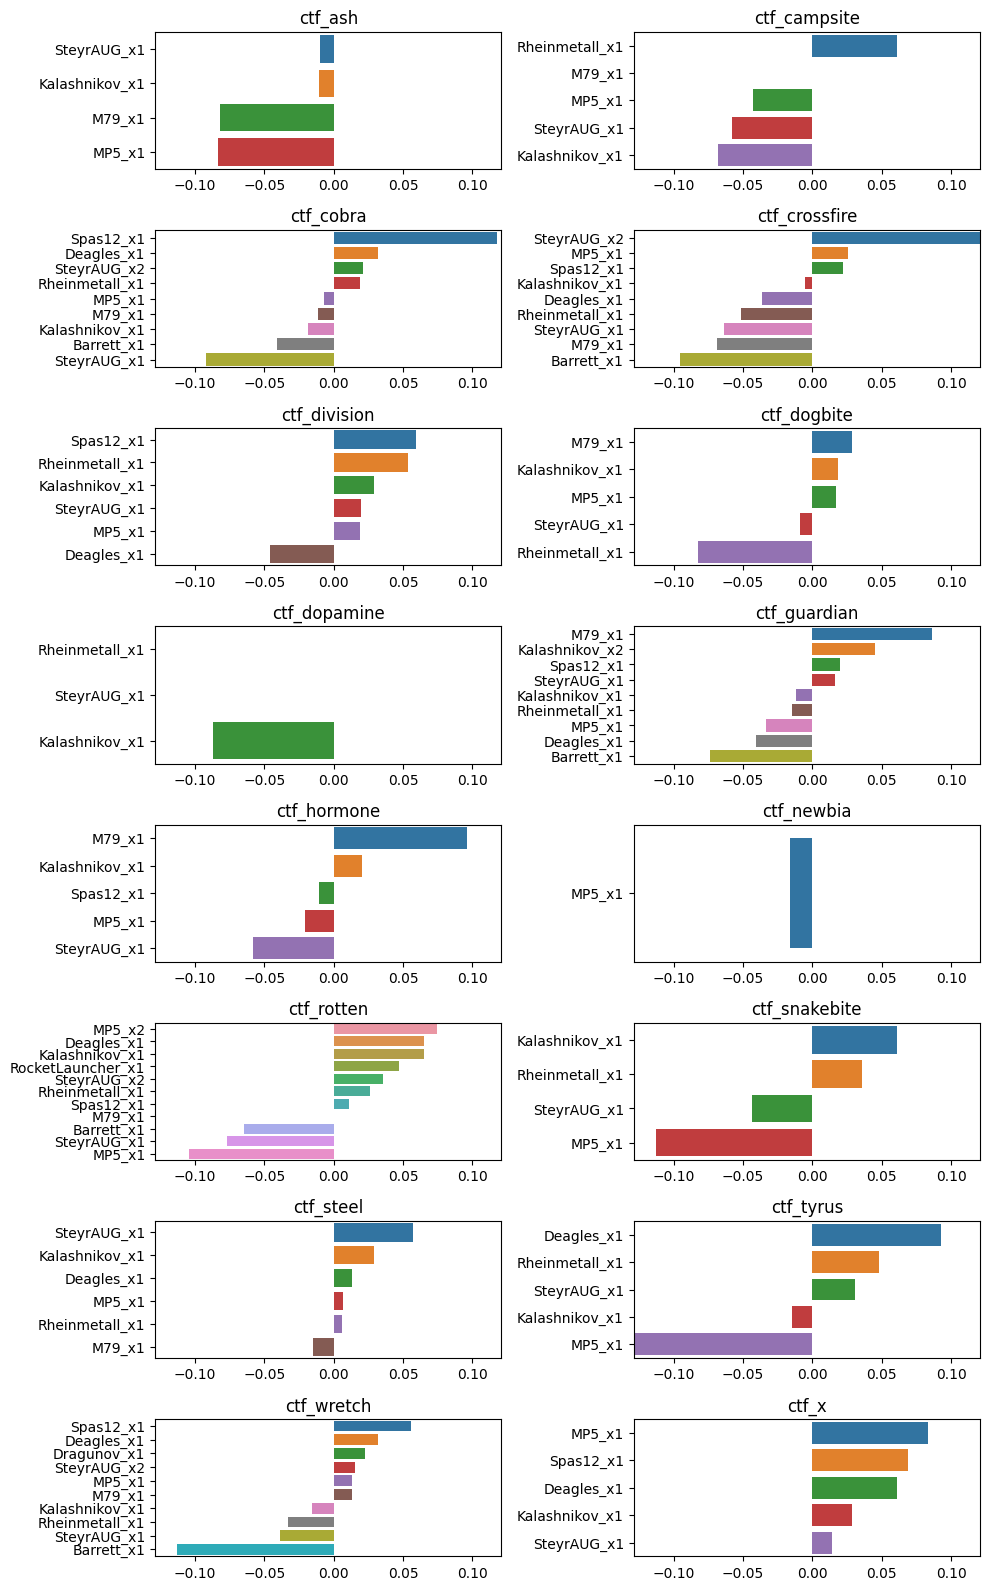 ctf_ash
SteyrAUG_x1
Kalashnikov_x1
M79_x1
MP5_x1
−0.10 −0.05 0.00 0.05 0.10
ctf_campsite
Rheinmetall_x1
M79_x1
MP5_x1
SteyrAUG_x1
Kalashnikov_x1
−0.10 −0.05 0.00 0.05 0.10
ctf_cobra
Spas12_x1
Deagles_x1
SteyrAUG_x2
Rheinmetall_x1
MP5_x1
M79_x1
Kalashnikov_x1
Barrett_x1
SteyrAUG_x1
−0.10 −0.05 0.00 0.05 0.10
ctf_crossfire
SteyrAUG_x2
MP5_x1
Spas12_x1
Kalashnikov_x1
Deagles_x1
Rheinmetall_x1
SteyrAUG_x1
M79_x1
Barrett_x1
−0.10 −0.05 0.00 0.05 0.10
ctf_division
Spas12_x1
Rheinmetall_x1
Kalashnikov_x1
SteyrAUG_x1
MP5_x1
Deagles_x1
−0.10 −0.05 0.00 0.05 0.10
ctf_dogbite
M79_x1
Kalashnikov_x1
MP5_x1
SteyrAUG_x1
Rheinmetall_x1
−0.10 −0.05 0.00 0.05 0.10
ctf_dopamine
Rheinmetall_x1
SteyrAUG_x1
Kalashnikov_x1
−0.10 −0.05 0.00 0.05 0.10
ctf_guardian
M79_x1
Kalashnikov_x2
Spas12_x1
SteyrAUG_x1
Kalashnikov_x1
Rheinmetall_x1
MP5_x1
Deagles_x1
Barrett_x1
−0.10 −0.05 0.00 0.05 0.10
ctf_hormone
M79_x1
Kalashnikov_x1
Spas12_x1
MP5_x1
SteyrAUG_x1
−0.10 −0.05 0.00 0.05 0.10
ctf_newbia
MP5_x1
−0.10 −0.05 0.00 0.05 0.10
ctf_rotten
MP5_x2
Deagles_x1
Kalashnikov_x1
RocketLauncher_x1
SteyrAUG_x2
Rheinmetall_x1
Spas12_x1
M79_x1
Barrett_x1
SteyrAUG_x1
MP5_x1
−0.10 −0.05 0.00 0.05 0.10
ctf_snakebite
Kalashnikov_x1
Rheinmetall_x1
SteyrAUG_x1
MP5_x1
−0.10 −0.05 0.00 0.05 0.10
ctf_steel
SteyrAUG_x1
Kalashnikov_x1
Deagles_x1
MP5_x1
Rheinmetall_x1
M79_x1
−0.10 −0.05 0.00 0.05 0.10
ctf_tyrus
Deagles_x1
Rheinmetall_x1
SteyrAUG_x1
Kalashnikov_x1
MP5_x1
−0.10 −0.05 0.00 0.05 0.10
ctf_wretch
Spas12_x1
Deagles_x1
Dragunov_x1
SteyrAUG_x2
MP5_x1
M79_x1
Kalashnikov_x1
Rheinmetall_x1
SteyrAUG_x1
Barrett_x1
−0.10 −0.05 0.00 0.05 0.10
ctf_x
MP5_x1
Spas12_x1
Deagles_x1
Kalashnikov_x1
SteyrAUG_x1
−0.10 −0.05 0.00 0.05 0.10